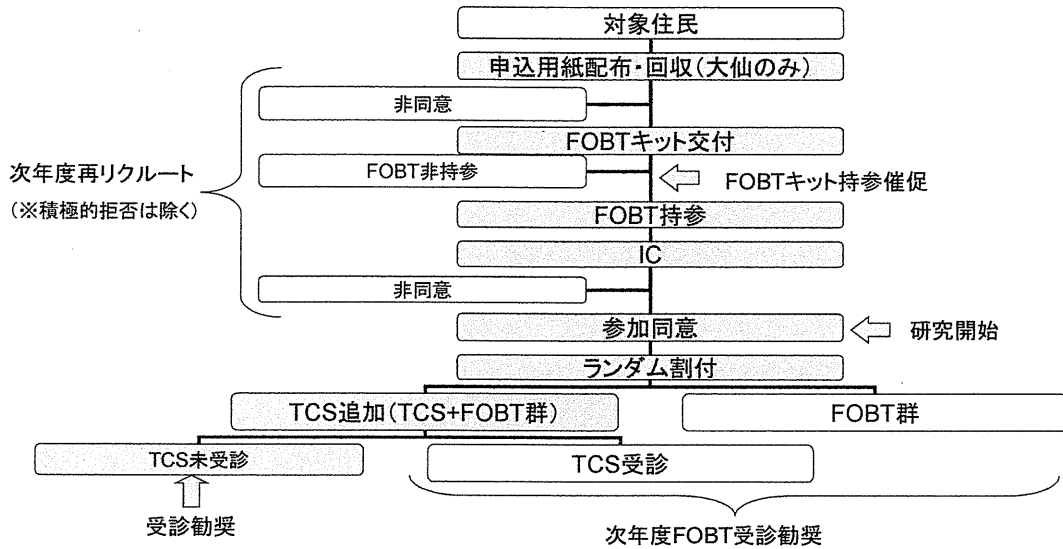 対象住民
申込用紙配布・回収(大仙のみ)
非同意
FOBTキット交付
次年度再リクルート
(※積極的拒否は除く)
FOBT非持参
FOBTキット持参催促
FOBT持参
IC
非同意
参加同意
研究開始
ランダム割付
TCS追加(TCS+FOBT群)
FOBT群
TCS未受診
TCS受診
受診勧奨
次年度FOBT受診勧奨